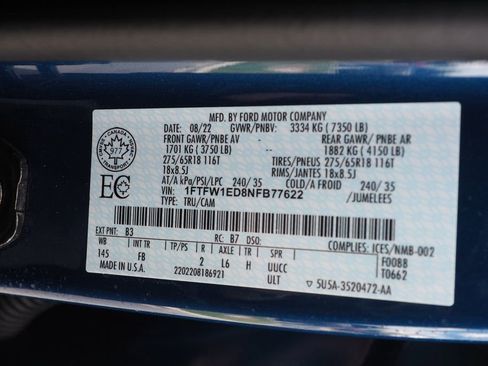 MFD. BY FORD MOTOR COMPANY
DATE: 08/22 GVWR/PNBV: 3334 KG ( 7350 LB)
FRONT GAWR/PNBE AV REAR GAWR/ PNBE AR
1701 KG ( 3750 LB) 1882 KG ( 4150 LB)
275/65R18 116T TIRES/PNEUS 275/65R18 116T
18x8.5J RIMS/JANTES 18x8.5J
AT/A kPa/PSI/LPC 240/ 35 240/ 35
VIN: 1FTFW1ED8NFB77622 /JUMELEES
TYPE: TRU/CAM
977
EC
EXT PNT: B3 RC: B7 DSO: COMPLIES: ICES/NMB-002
WB INT TR TP/PS R AXLE TR SPR F0088
145 FB 2 L6 H UUCC T0662
MADE IN U.S.A. 2202208186921 ULT 5U5A-3520472-AA